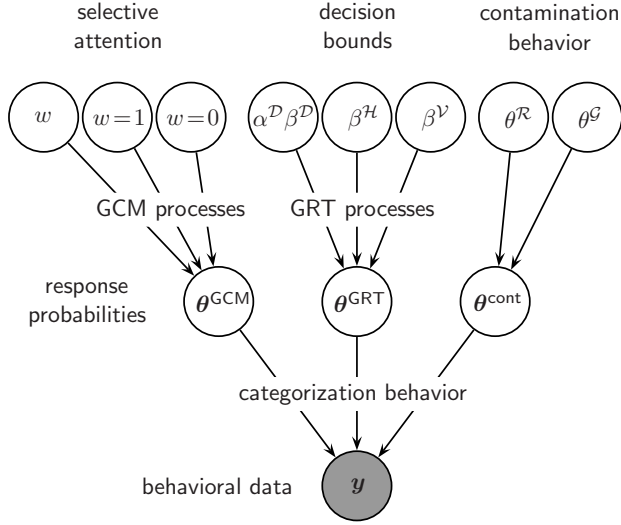 selective decision contamination
attention bounds behavior
w w=1 w=0 α^𝒟β^𝒟 β^ℋ β^𝒱 θ^ℛ θ^𝒢
GCM processes GRT processes
response
probabilities
θ^GCM θ^GRT θ^cont
categorization behavior
behavioral data y